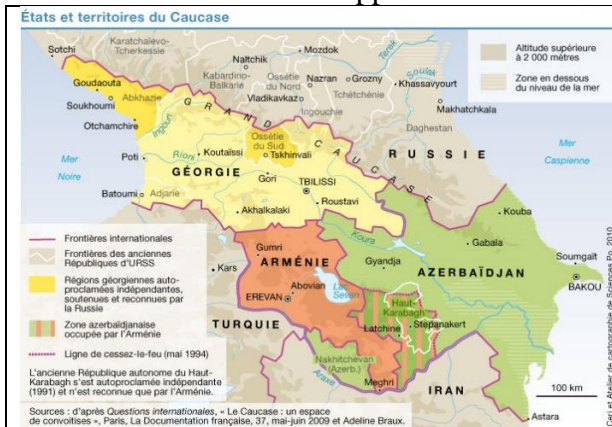 États et territoires du Caucase
Sotchi
Karatchaïevo-
Tcherkessie
Naltchik
Mozdok
Terek
Soulak
Altitude supérieure
à 2 000 mètres
Goudaouta
Abkhazie
Kabardino-
Balkarie
Ossétie
du Nord
Nazran
Grozny
Khassavyourt
Zone en dessous
du niveau de la mer
Soukhoumi
Vladikavkaz
Ingouchie
Tchétchénie
Makhatchkala
Otchamchire
Ingouri
GRAND CAUCASE
Ossétie
du Sud
Daghestan
Mer
Noire
Poti
Rioni
Koutaïssi
Tskhinvali
RUSSIE
Mer
Caspienne
GÉORGIE
Gori
TBILISSI
Batoumi
Adjarie
Akhalkalaki
Roustavi
Kouba
Frontières internationales
Frontières des anciennes
Républiques d'URSS
Régions géorgiennes auto-
proclamées indépendantes,
soutenues et reconnues par
la Russie
Zone azerbaïdjanaise
occupée par l'Arménie
Ligne de cessez-le-feu (mai 1994)
L'ancienne République autonome du Haut-
Karabagh s'est autoproclamée indépendante
(1991) et n'est reconnue que par l'Arménie.
Koura
Gabala
Gumri
ARMÉNIE
Gyandja
Soumgaït
Kars
Abovian
Lac
Sevan
AZERBAÏDJAN
BAKOU
EREVAN
Haut-
Karabagh
TURQUIE
Latchine
Stepanakert
Nakhitchevan
(Azerb.)
Araxe
Meghri
IRAN
100 km
Astara
Sources : d'après Questions internationales, « Le Caucase : un espace
de convoitises », Paris, La Documentation française, 37, mai-juin 2009 et Adeline Braux.
Ceri et Atelier de cartographie de Sciences Po, 2010